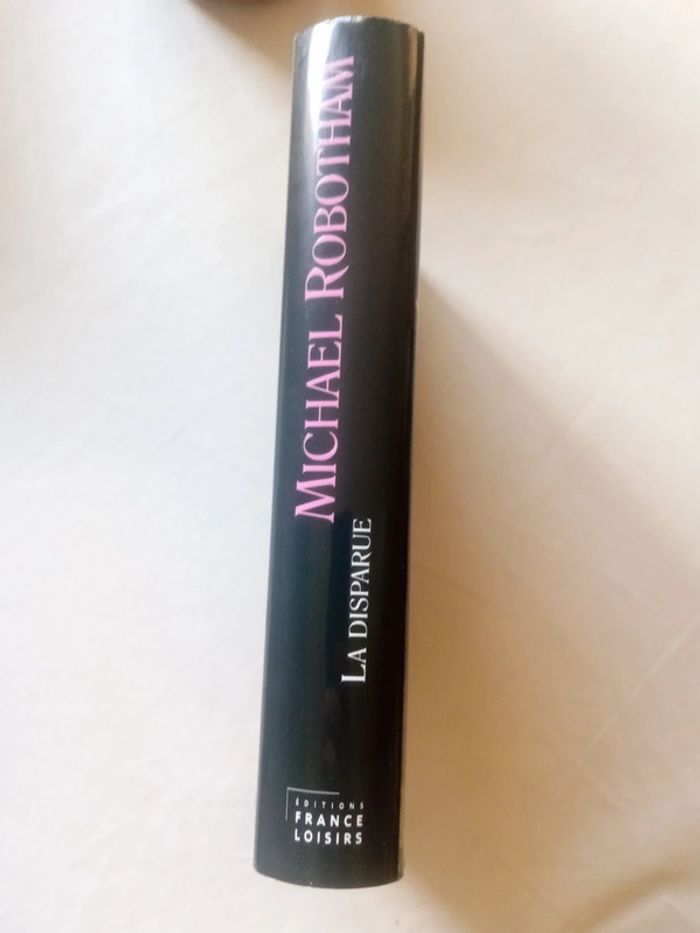 MICHAEL ROBOTHAM
LA DISPARUE
ÉDITIONS
FRANCE
LOISIRS